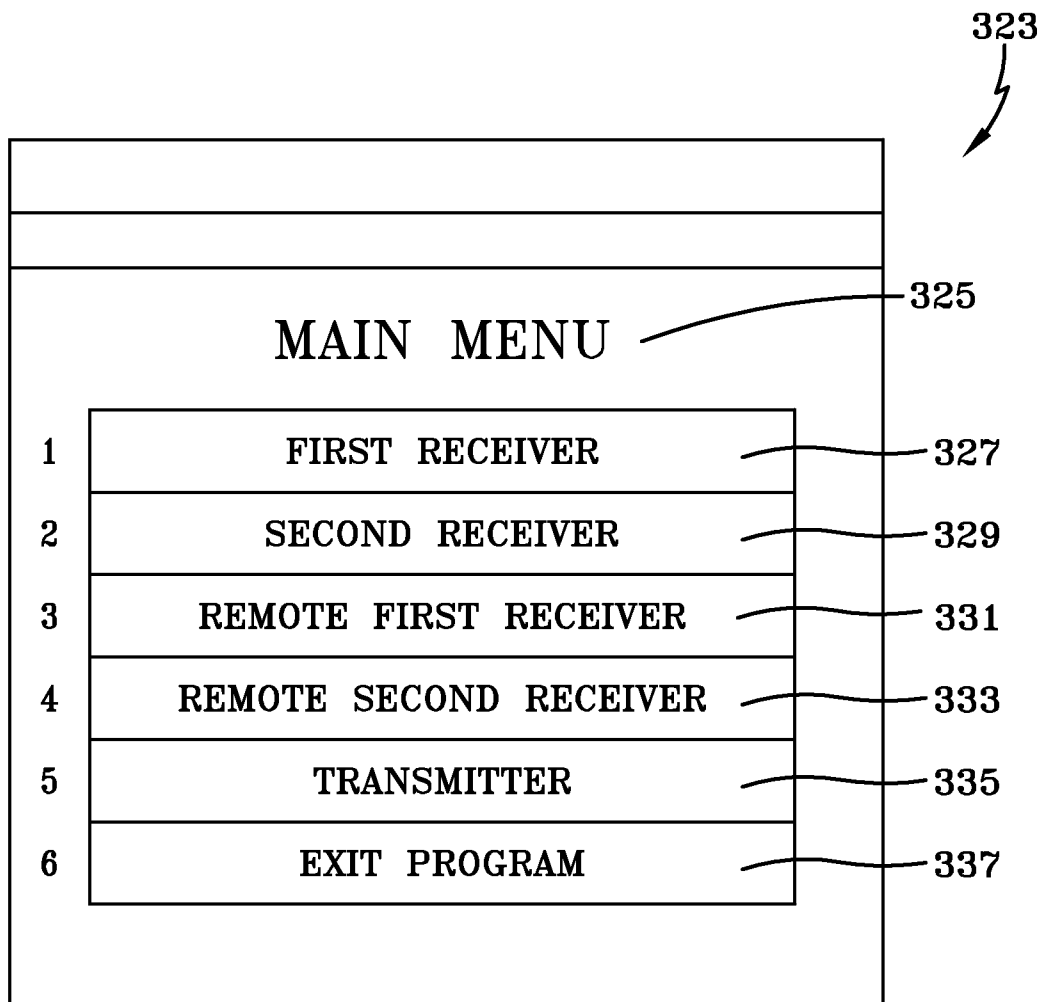 323
MAIN MENU 325
1 FIRST RECEIVER 327
2 SECOND RECEIVER 329
3 REMOTE FIRST RECEIVER 331
4 REMOTE SECOND RECEIVER 333
5 TRANSMITTER 335
6 EXIT PROGRAM 337